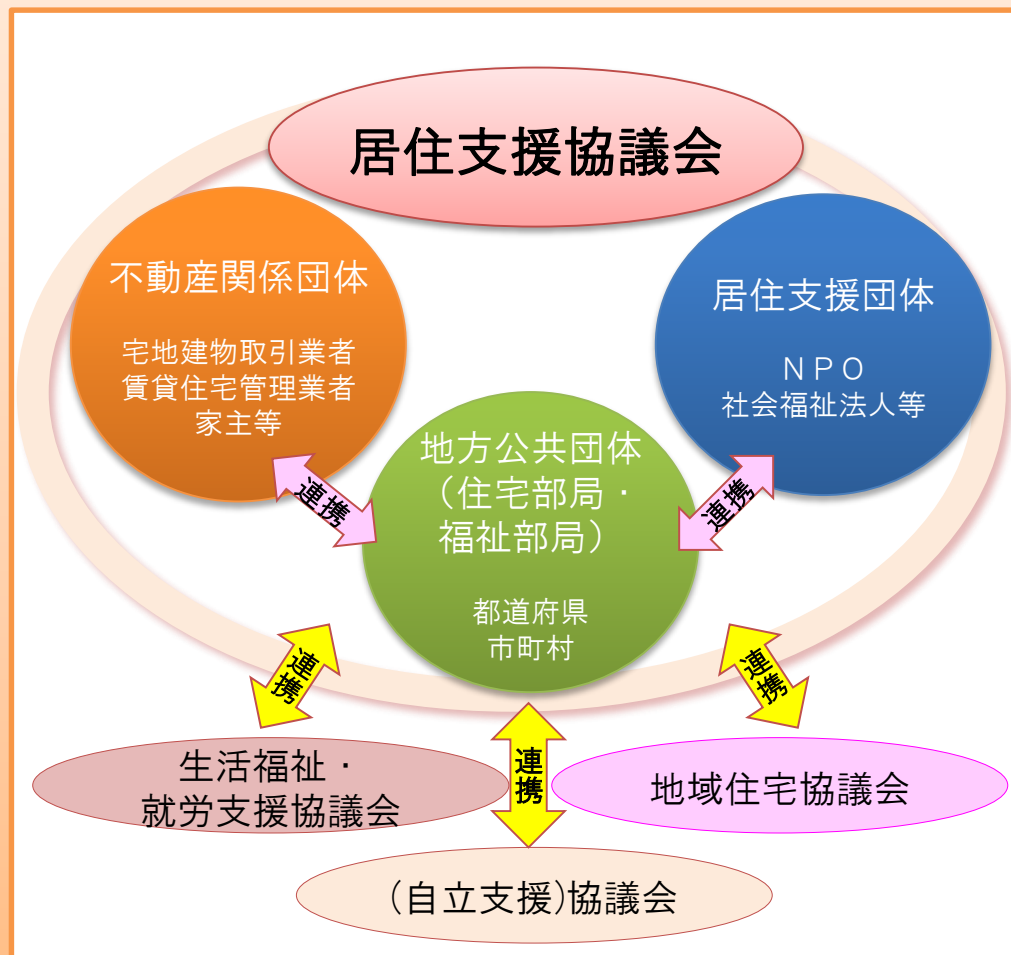 居住支援協議会
不動産関係団体
宅地建物取引業者
賃貸住宅管理業者
家主等
居住支援団体
ＮＰＯ
社会福祉法人等
地方公共団体
（住宅部局・
福祉部局）
都道府県
市町村
連携
連携
連携
連携
連携
生活福祉・
就労支援協議会
地域住宅協議会
（自立支援）協議会